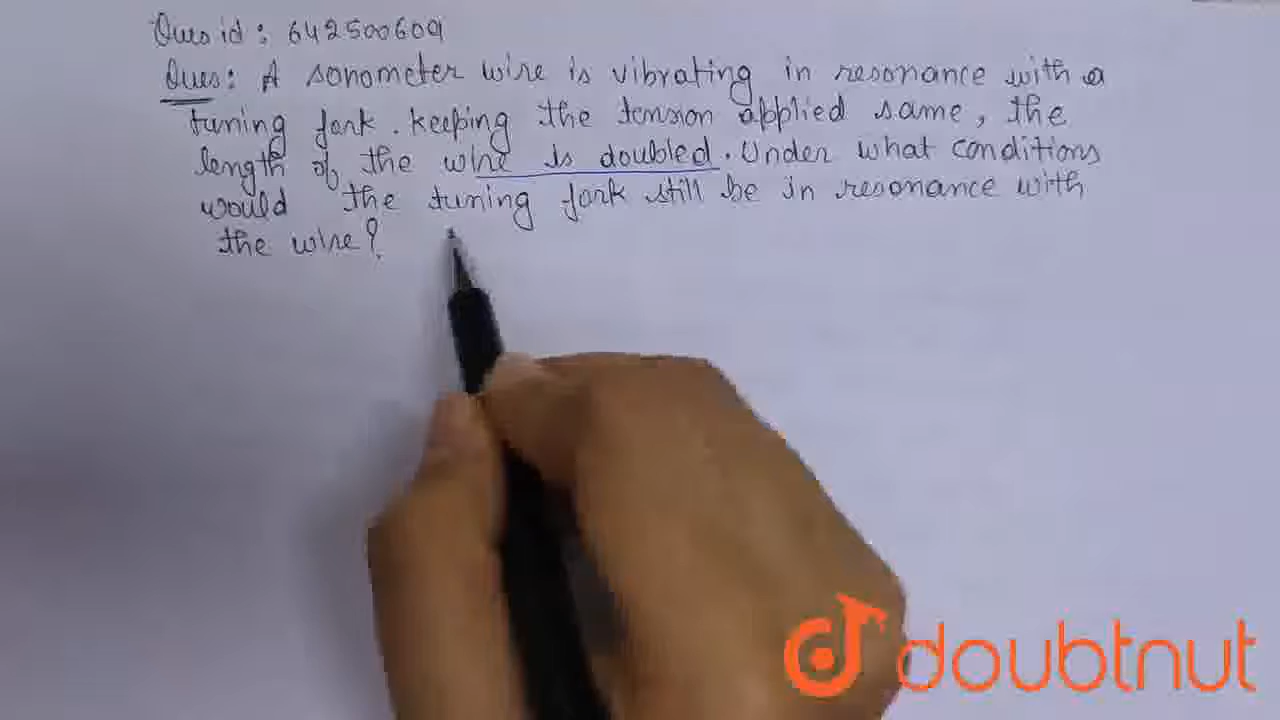 Ques id : 642500609
Ques : A sonometer wire is vibrating in resonance with a
tuning fork. keeping the tension applied same, the
length of the wire is doubled. Under what conditions
would the tuning fork still be in resonance with
the wire?
doubtnut